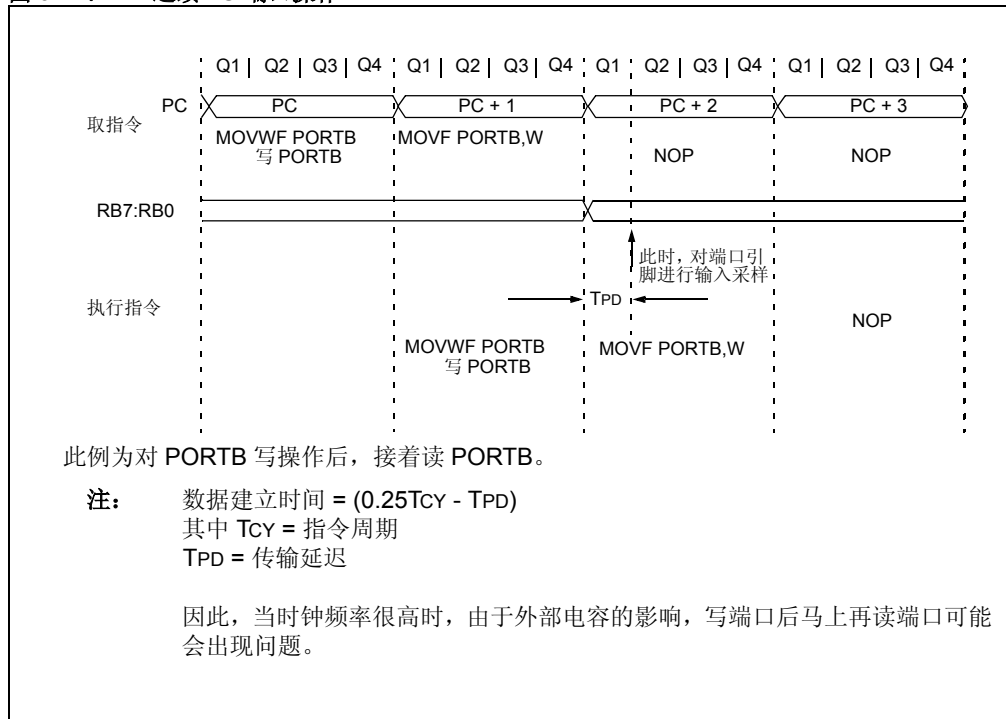 Q1 | Q2 | Q3 | Q4 Q1 | Q2 | Q3 | Q4 Q1 | Q2 | Q3 | Q4 Q1 | Q2 | Q3 | Q4
PC PC PC + 1 PC + 2 PC + 3
取指令
MOVWF PORTB MOVF PORTB,W
写 PORTB NOP NOP
RB7:RB0
此时，对端口引
脚进行输入采样
执行指令 TPD
NOP
MOVWF PORTB MOVF PORTB,W
写 PORTB
此例为对 PORTB 写操作后，接着读 PORTB。
注： 数据建立时间 = (0.25TCY - TPD)
其中 TCY = 指令周期
TPD = 传输延迟
因此，当时钟频率很高时，由于外部电容的影响，写端口后马上再读端口可能
会出现问题。